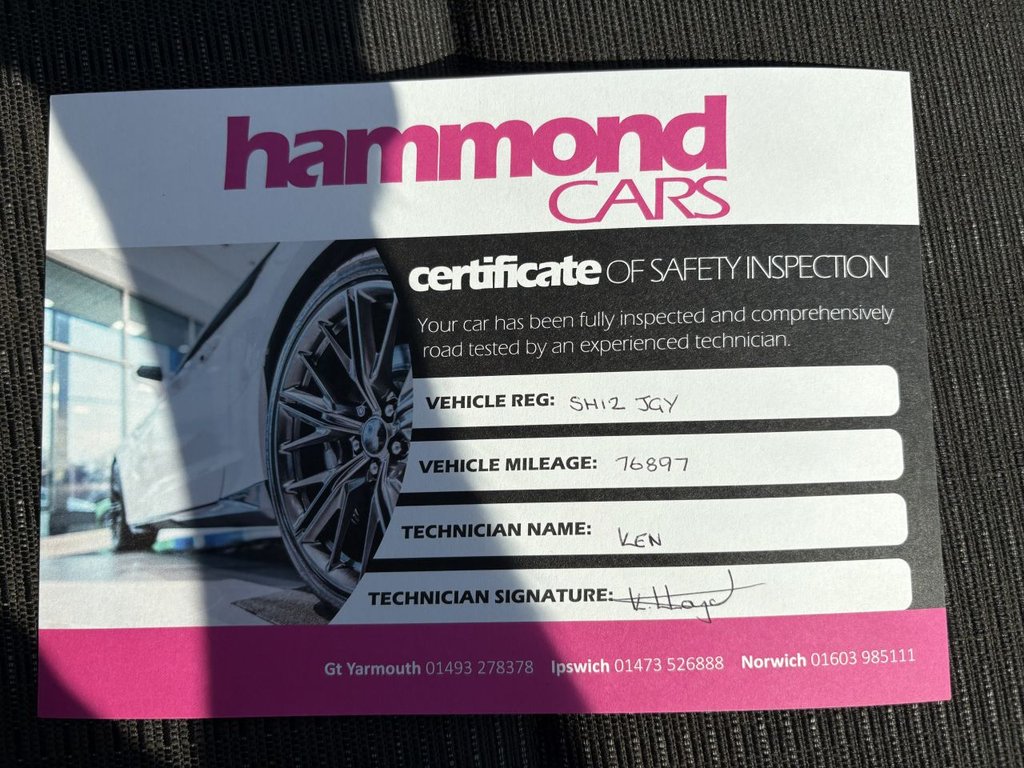 hammond
CARS
certificate OF SAFETY INSPECTION
Your car has been fully inspected and comprehensively
road tested by an experienced technician.
VEHICLE REG: SH12 JGY
VEHICLE MILEAGE: 76897
TECHNICIAN NAME: KEN
TECHNICIAN SIGNATURE:
Gt Yarmouth 01493 278378 Ipswich 01473 526888 Norwich 01603 985111